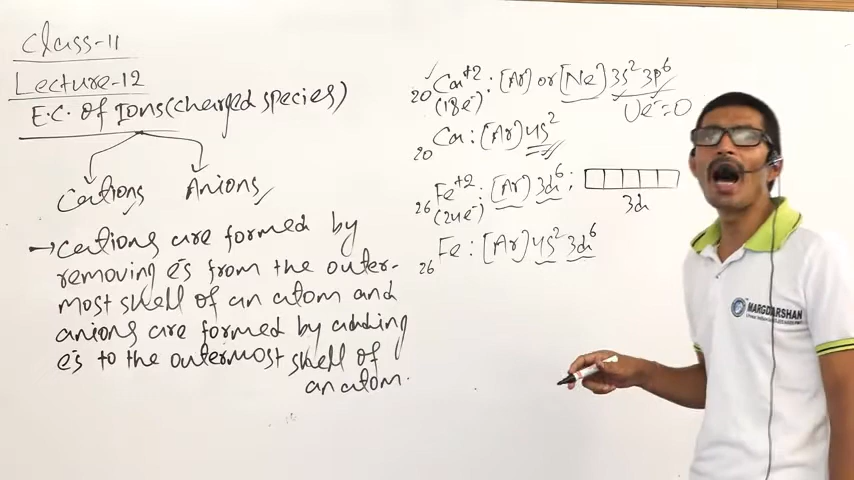 Class-11
Lecture-12
E.C. of Ions (charged species)
Cations Anions
→ Cations are formed by
removing e⁻s from the outer-
most shell of an atom and
anions are formed by adding
e⁻s to the outermost shell of
an atom.
₂₀Ca⁺² : [Ar] or [Ne] 3s² 3p⁶
(18e⁻) Ue⁻=0
₂₀Ca : [Ar] 4s²
₂₆Fe⁺² : [Ar] 3d⁶ ;
(24e⁻) 3d
₂₆Fe : [Ar] 4s² 3d⁶
MARGDARSHAN